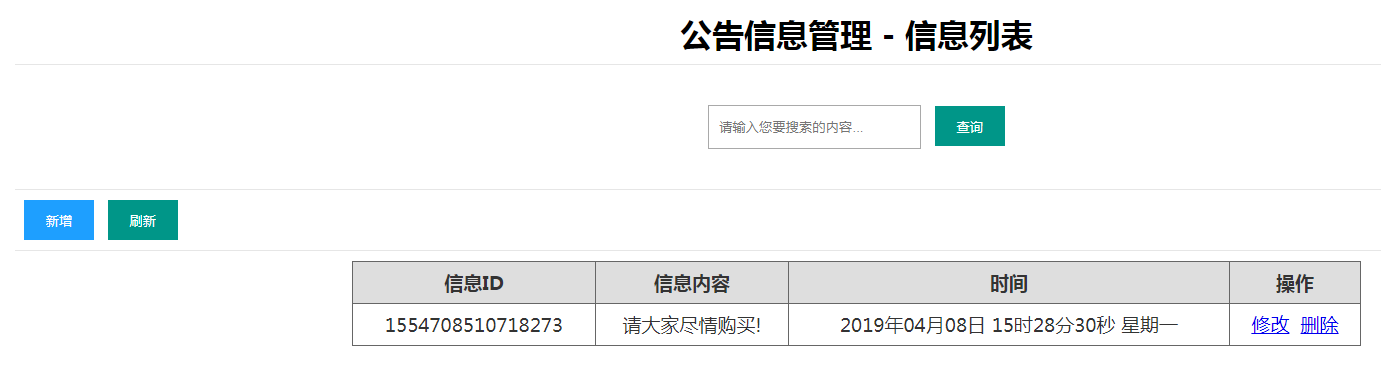 公告信息管理 - 信息列表
请输入您要搜索的内容... 查询
新增 刷新
信息ID 信息内容 时间 操作
1554708510718273 请大家尽情购买! 2019年04月08日 15时28分30秒 星期一 修改 删除